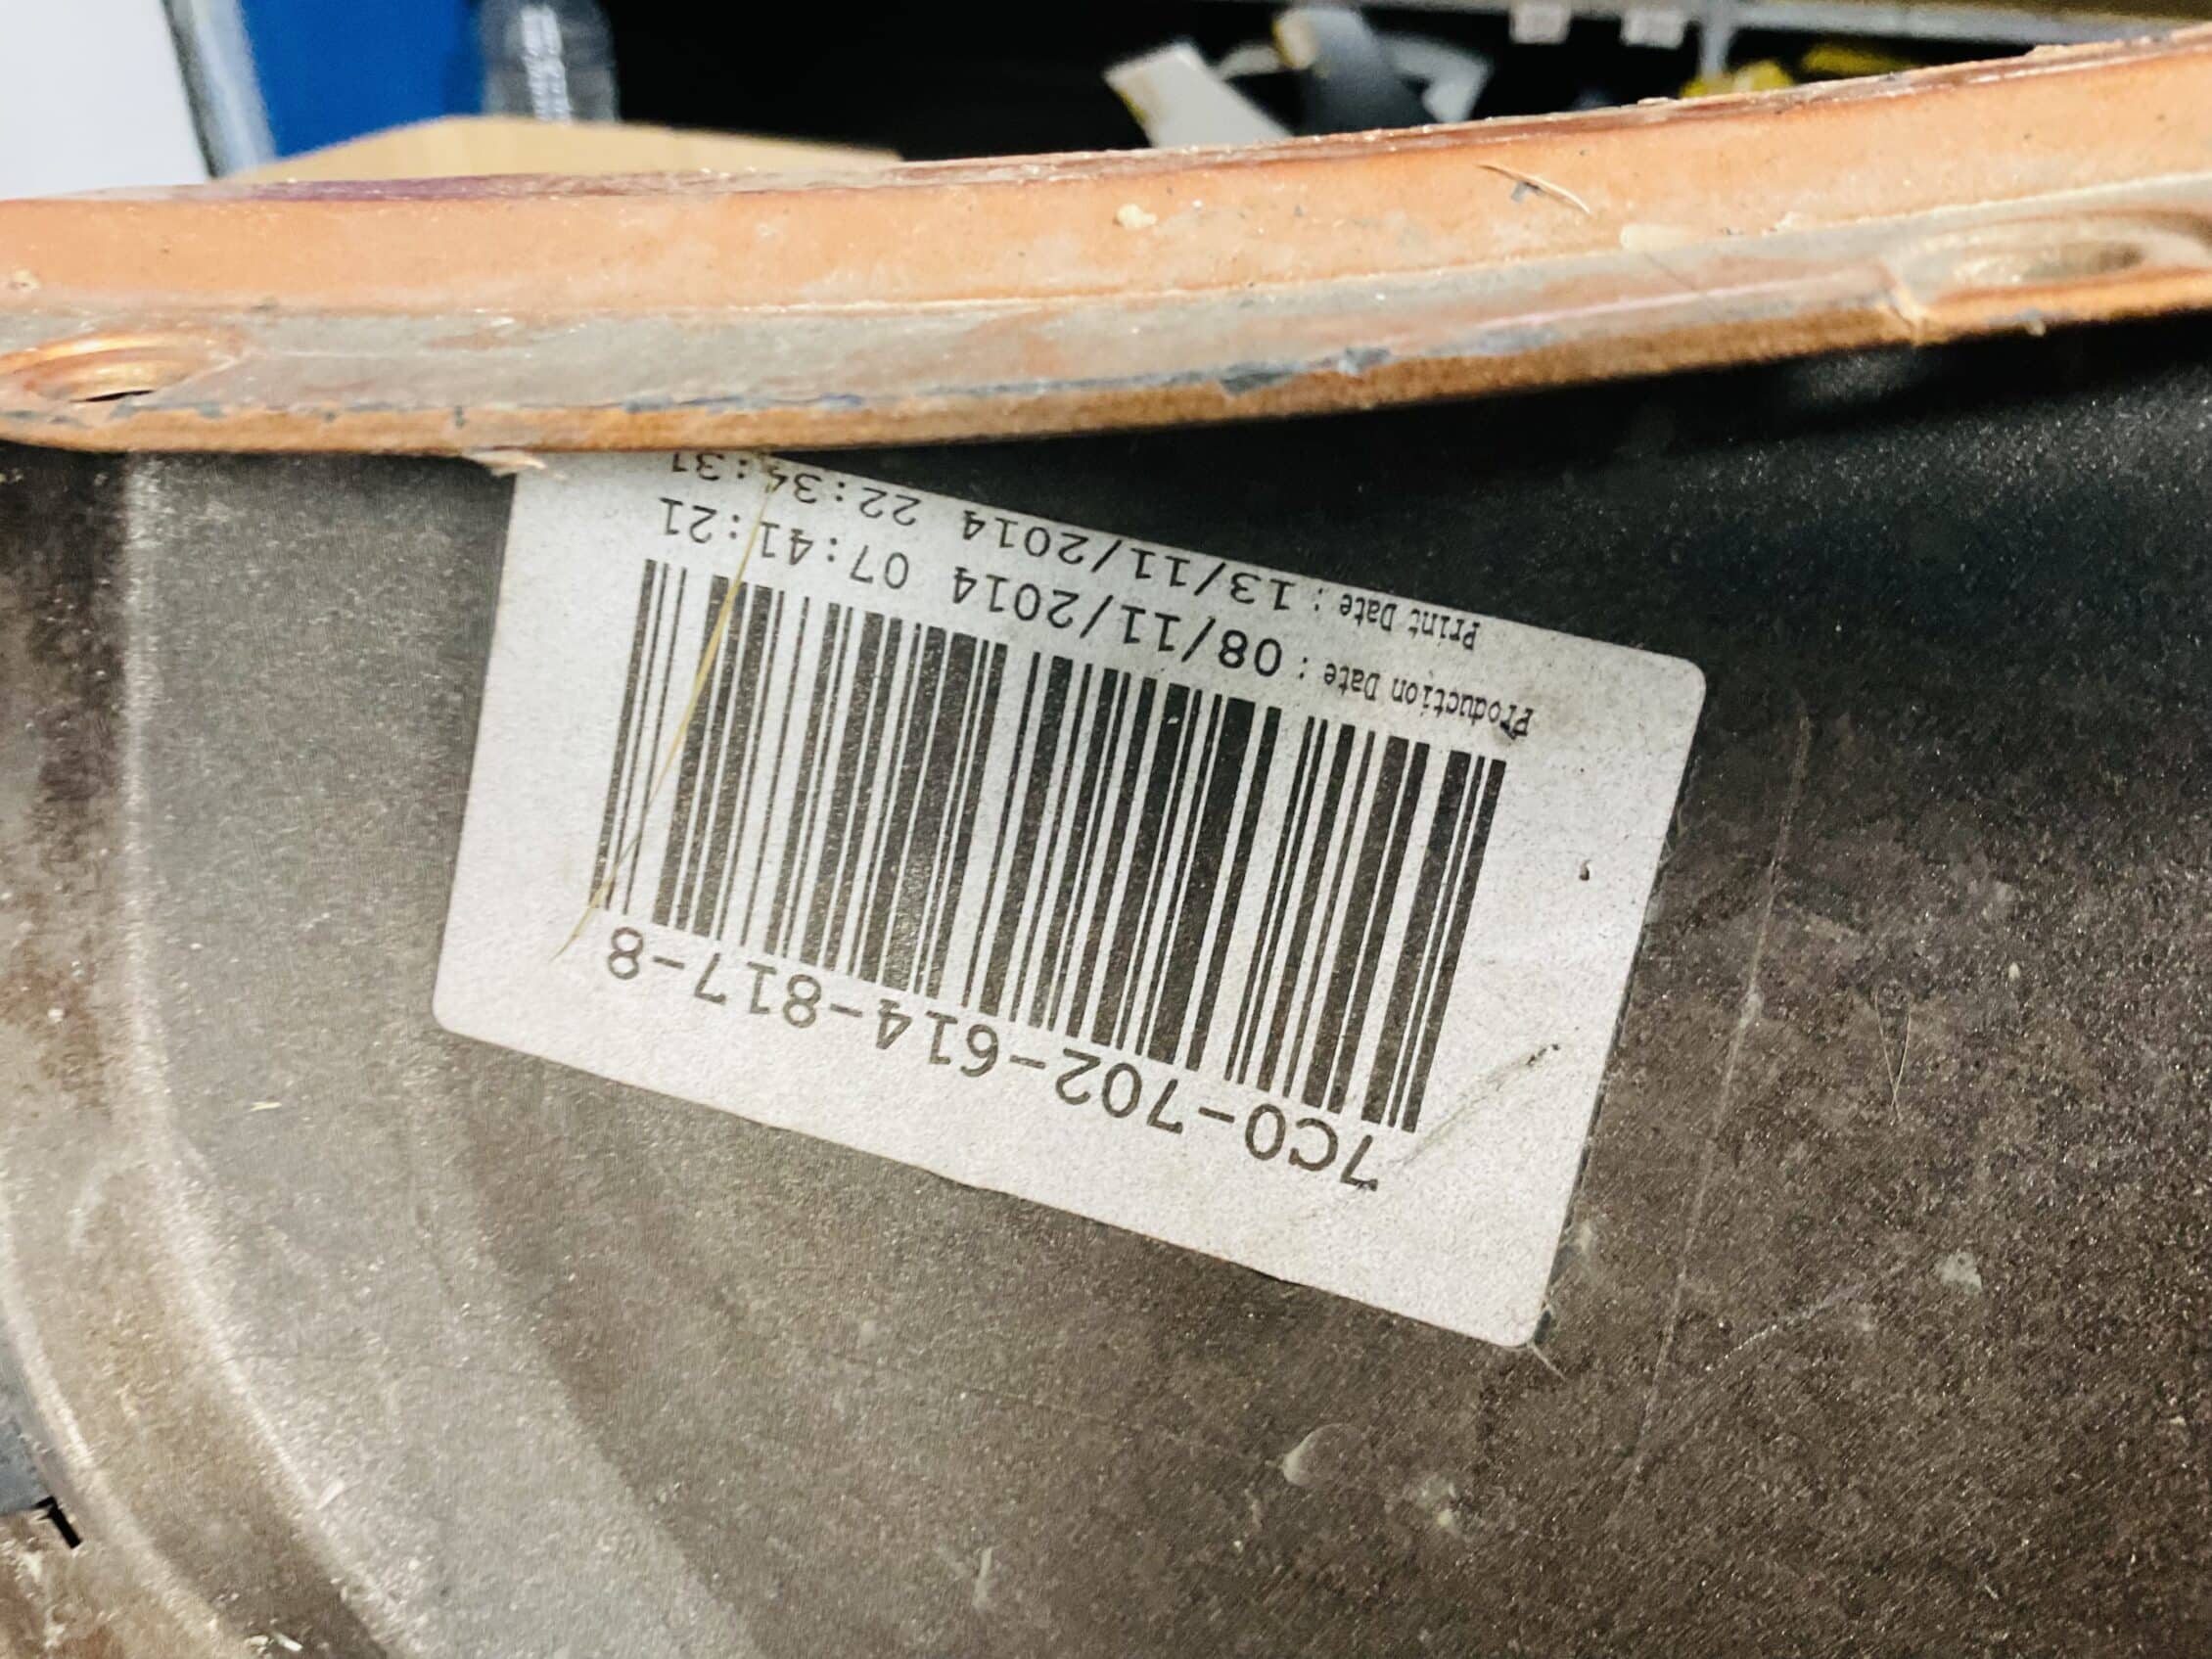 7C0-702-614-817-8
Production Date : 08/11/2014 07:41:21
Print Date : 13/11/2014 22:34:31